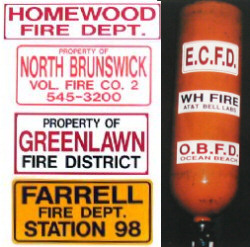 HOMEWOOD
FIRE DEPT.
PROPERTY OF
NORTH BRUNSWICK
VOL. FIRE CO. 2
545-3200
PROPERTY OF
GREENLAWN
FIRE DISTRICT
FARRELL
FIRE DEPT.
STATION 98
E.C.F.D.
WH FIRE
AT&T BELL LABS
O.B.F.D.
OCEAN BEACH